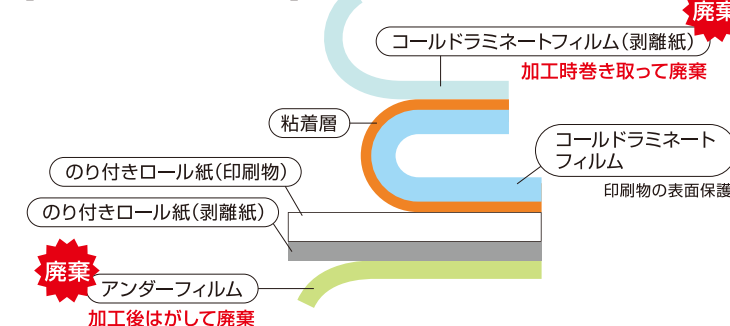 廃棄
コールドラミネートフィルム（剥離紙）
加工時巻き取って廃棄
粘着層
コールドラミネート
フィルム
印刷物の表面保護
のり付きロール紙（印刷物）
のり付きロール紙（剥離紙）
廃棄
アンダーフィルム
加工後はがして廃棄